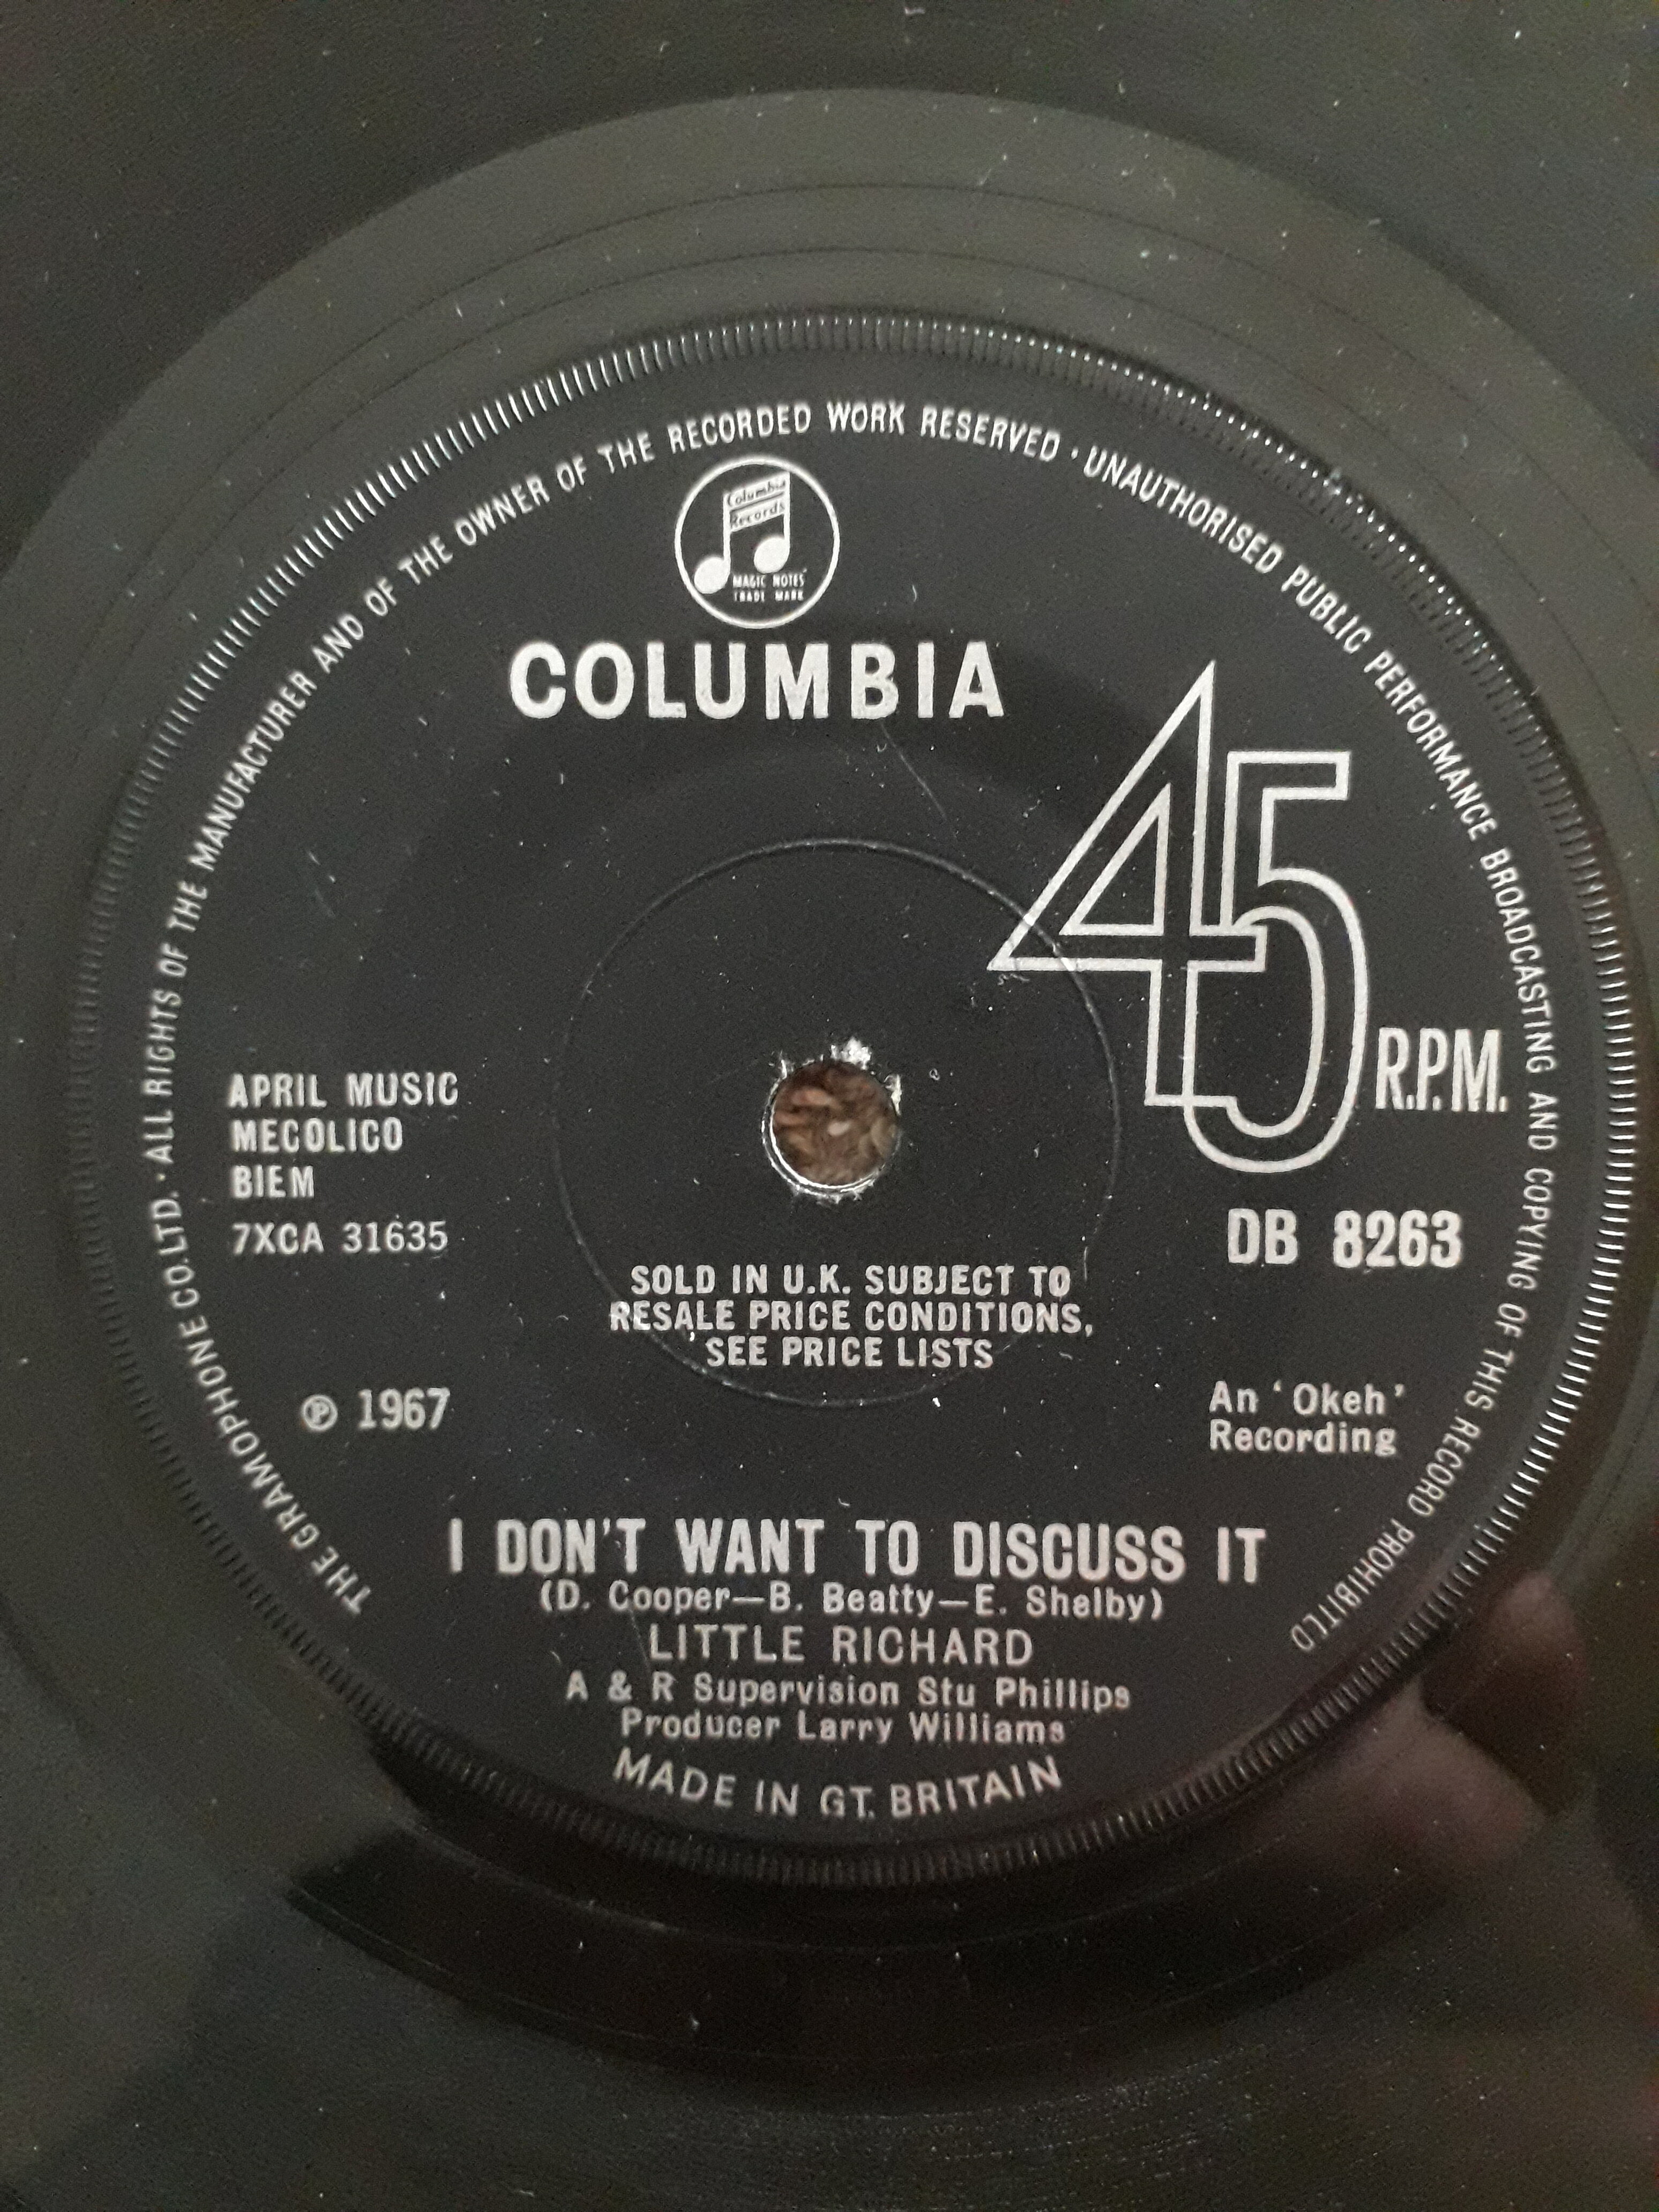 THE GRAMOPHONE CO. LTD. · ALL RIGHTS OF THE MANUFACTURER AND OF THE OWNER OF THE RECORDED WORK RESERVED · UNAUTHORISED PUBLIC PERFORMANCE BROADCASTING AND COPYING OF THIS RECORD PROHIBITED
Columbia
Records
MAGIC NOTES
TRADE MARK
COLUMBIA
45
R.P.M.
APRIL MUSIC
MECOLICO
BIEM
7XCA 31635
DB 8263
SOLD IN U.K. SUBJECT TO
RESALE PRICE CONDITIONS,
SEE PRICE LISTS
℗ 1967
An ‘Okeh’
Recording
I DON'T WANT TO DISCUSS IT
(D. Cooper—B. Beatty—E. Shelby)
LITTLE RICHARD
A & R Supervision Stu Phillips
Producer Larry Williams
MADE IN GT. BRITAIN